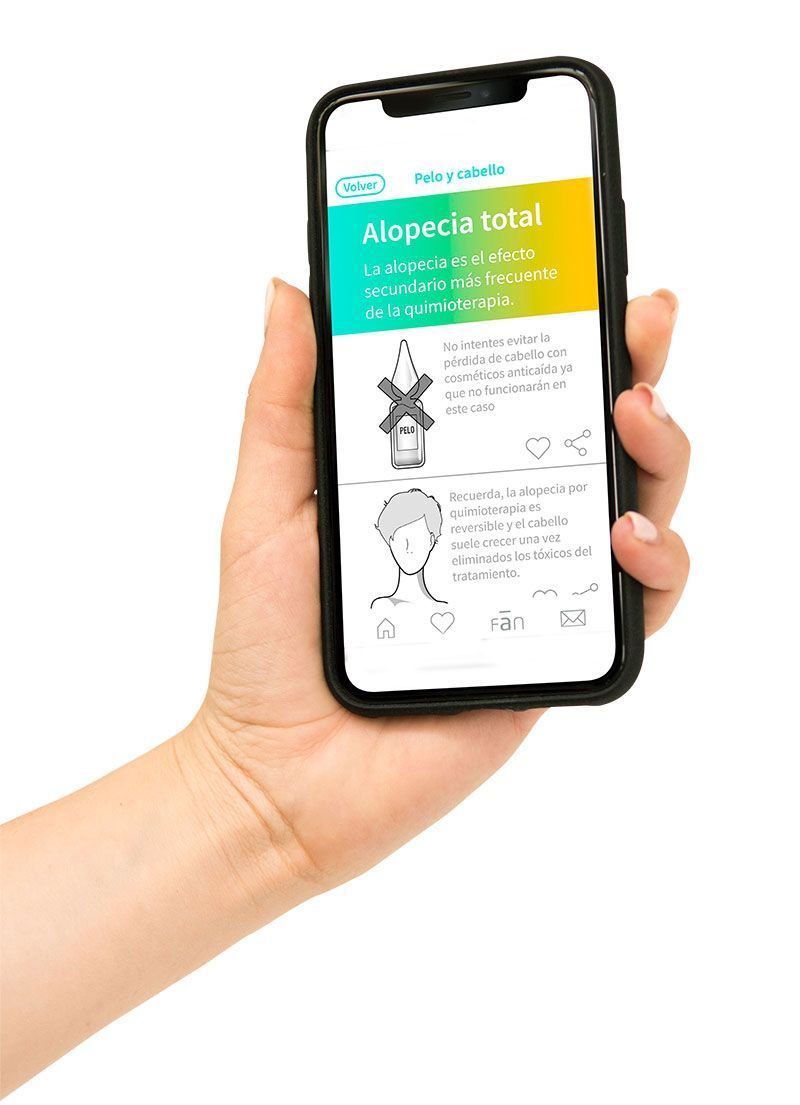 Volver
Pelo y cabello
Alopecia total
La alopecia es el efecto
secundario más frecuente
de la quimioterapia.
No intentes evitar la
pérdida de cabello con
cosméticos anticaída ya
que no funcionarán en
este caso
PELO
Recuerda, la alopecia por
quimioterapia es
reversible y el cabello
suele crecer una vez
eliminados los tóxicos del
tratamiento.
Fān